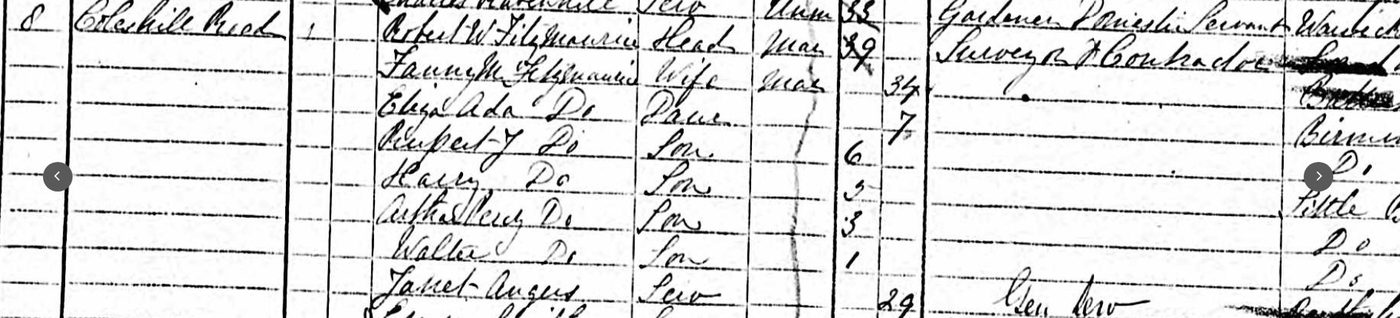 Serv Unm 33 Gardener Domestic Servant Warwick
8 Coleshill Road 1 Robert W Fitzmaurice Head Mar 39 Surveyor & Contractor
Fanny M Fitzmaurice Wife Mar 34
Eliza Ada Do Daur 7 Birmin
Rupert J Do Son 6 Do
Harry Do Son 5 Little
Arthur Percy Do Son 3 Do
Walter Do Son 1 Do
Janet Angus Serv 29 Gen Serv